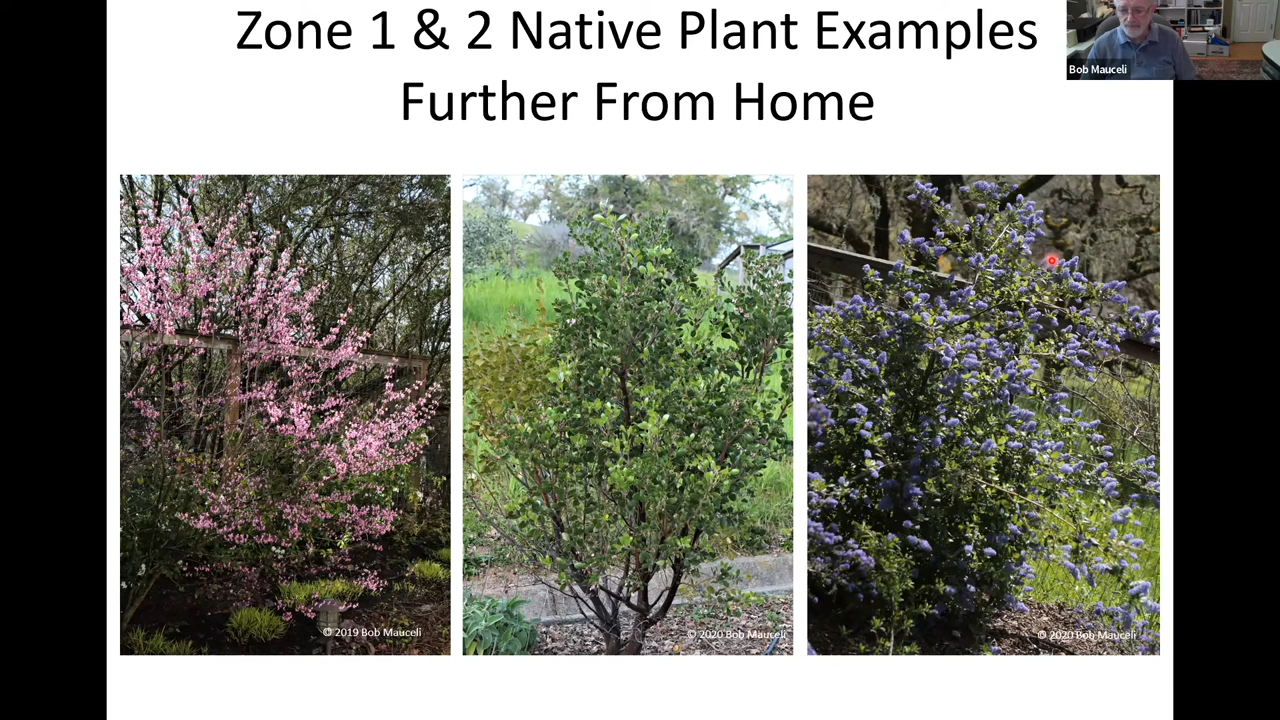 Zone 1 & 2 Native Plant Examples
Further From Home
Bob Mauceli
© 2019 Bob Mauceli
© 2020 Bob Mauceli
© 2020 Bob Mauceli